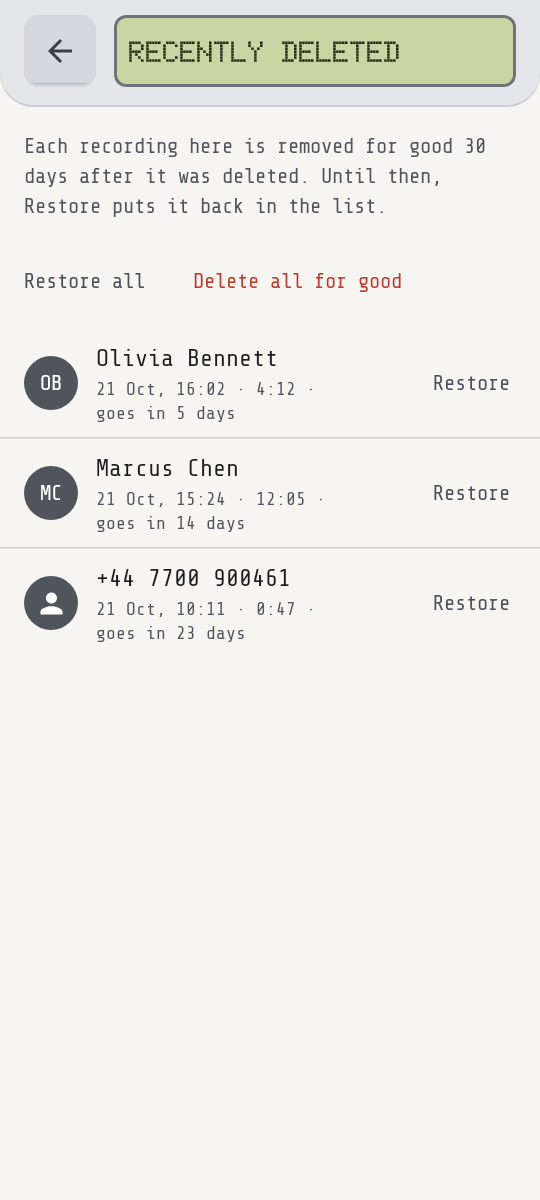 RECENTLY DELETED
Each recording here is removed for good 30
days after it was deleted. Until then,
Restore puts it back in the list.
Restore all
Delete all for good
OB
Olivia Bennett
21 Oct, 16:02 · 4:12 ·
goes in 5 days
Restore
MC
Marcus Chen
21 Oct, 15:24 · 12:05 ·
goes in 14 days
Restore
+44 7700 900461
21 Oct, 10:11 · 0:47 ·
goes in 23 days
Restore